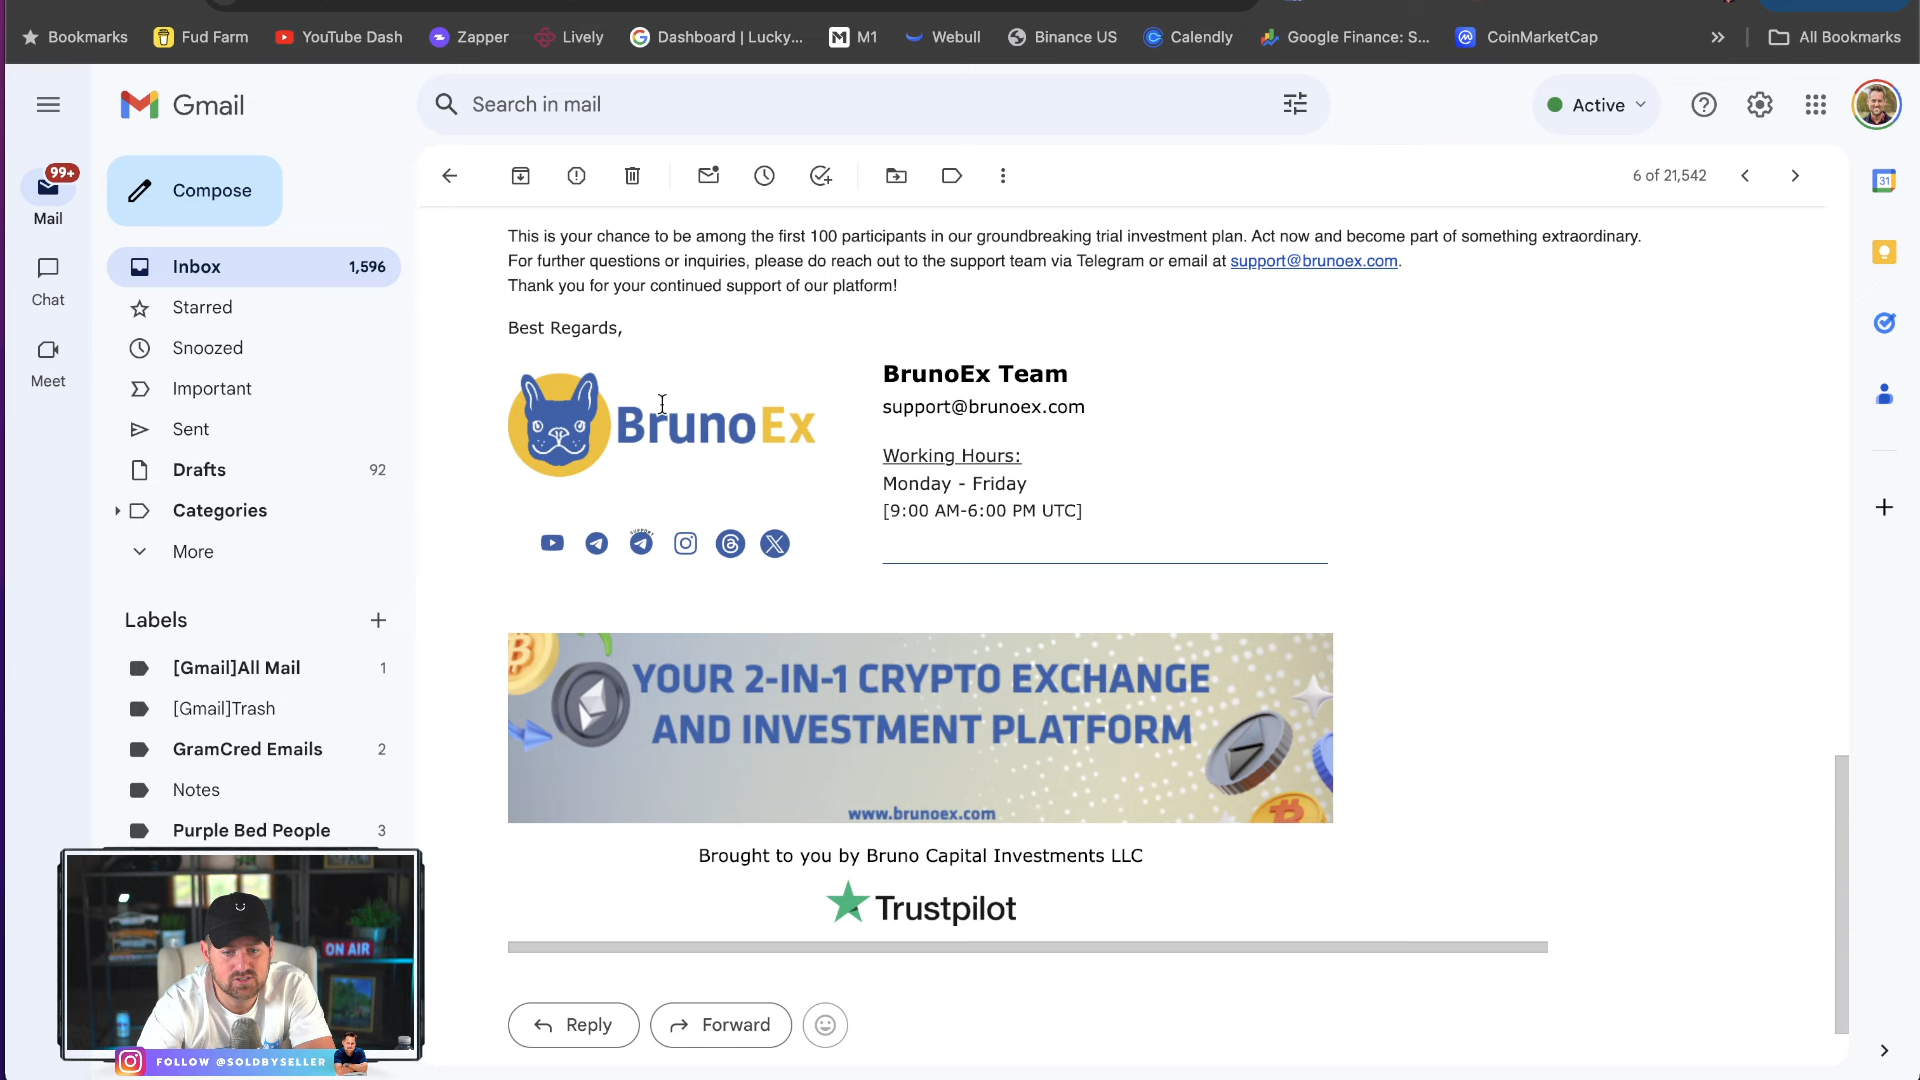 Bookmarks
Fud Farm
YouTube Dash
Zapper
Lively
Dashboard | Lucky...
M1
Webull
Binance US
Calendly
Google Finance: S...
CoinMarketCap
All Bookmarks
Gmail
Search in mail
Active
99+
Mail
Compose
6 of 21,542
31
Inbox 1,596
Chat
Starred
Snoozed
Meet
Important
Sent
Drafts 92
Categories
More
Labels
[Gmail]All Mail 1
[Gmail]Trash
GramCred Emails 2
Notes
Purple Bed People 3
This is your chance to be among the first 100 participants in our groundbreaking trial investment plan. Act now and become part of something extraordinary.
For further questions or inquiries, please do reach out to the support team via Telegram or email at support@brunoex.com.
Thank you for your continued support of our platform!
Best Regards,
BrunoEx
SUPPORT
BrunoEx Team
support@brunoex.com
Working Hours:
Monday - Friday
[9:00 AM-6:00 PM UTC]
YOUR 2-IN-1 CRYPTO EXCHANGE
AND INVESTMENT PLATFORM
www.brunoex.com
Brought to you by Bruno Capital Investments LLC
Trustpilot
Reply
Forward
ON AIR
FOLLOW @SOLDBYSELLER